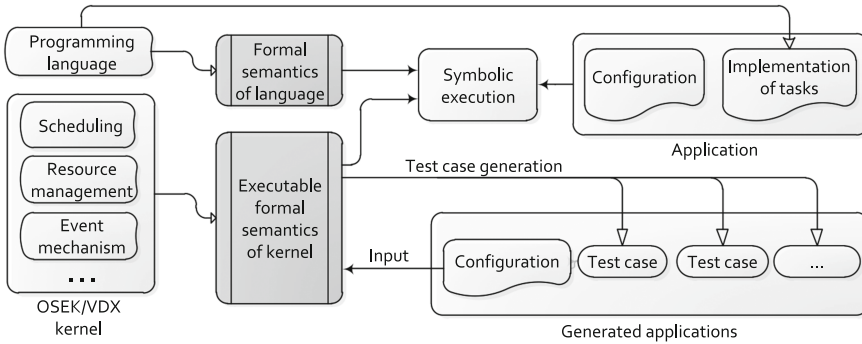 Programming
language
Formal
semantics
of language
Symbolic
execution
Configuration
Implementation
of tasks
Application
Scheduling
Resource
management
Event
mechanism
...
OSEK/VDX
kernel
Executable
formal
semantics
of kernel
Test case generation
Input
Configuration
Test case
Test case
...
Generated applications